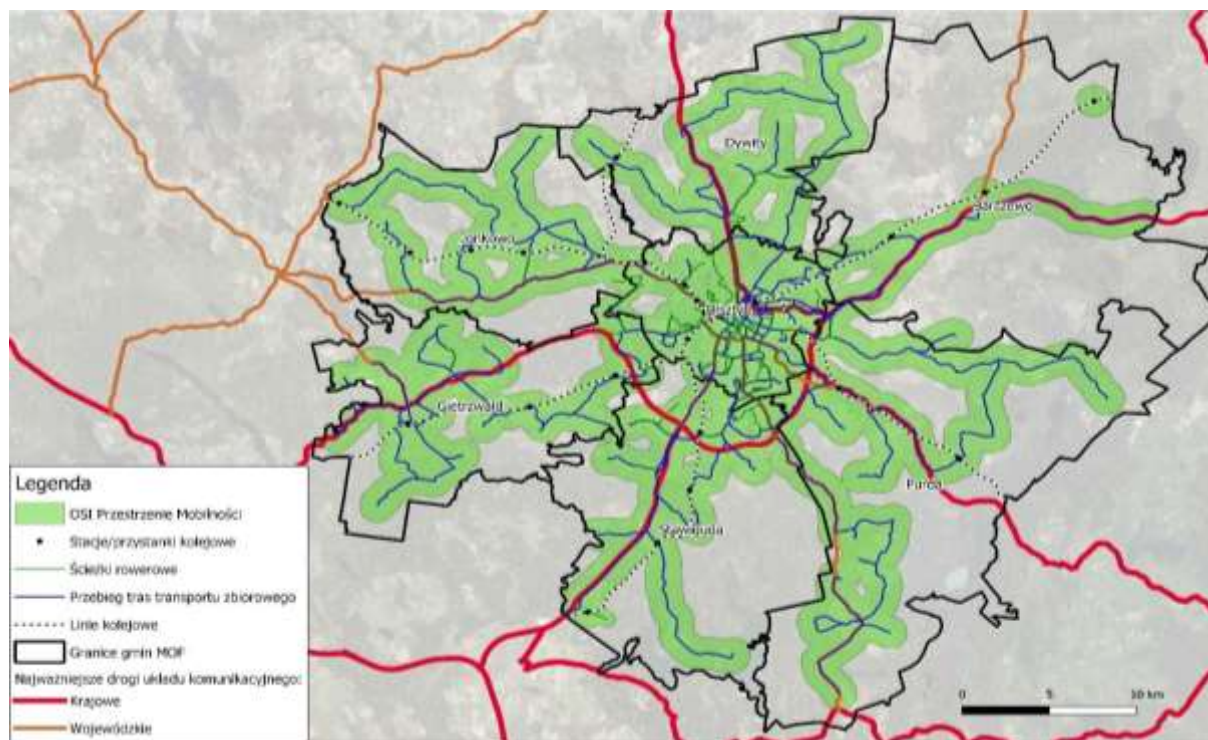 Dywity
Barczewo
Jonkowo
Olsztyn
Gietrzwałd
Purda
Stawiguda
Legenda
OSI Przestrzenie Mobilności
Stacje/przystanki kolejowe
Ścieżki rowerowe
Przebieg tras transportu zbiorowego
Linie kolejowe
Granice gmin MOF
Najważniejsze drogi układu komunikacyjnego:
Krajowe
Wojewódzkie
0 5 10 km